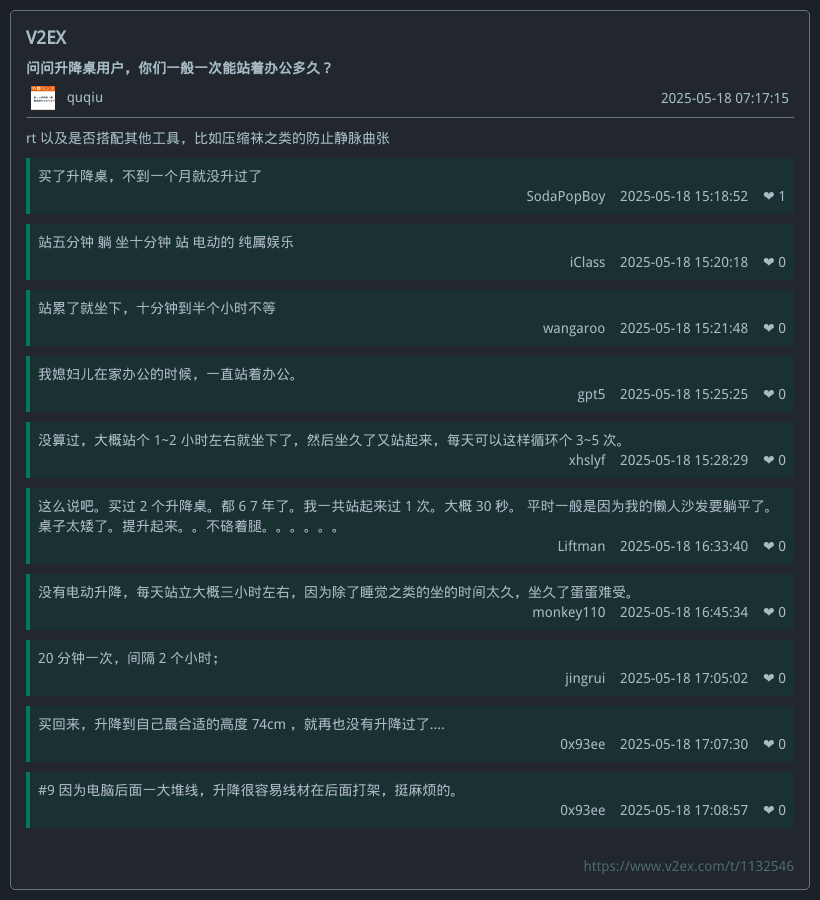 V2EX
问问升降桌用户，你们一般一次能站着办公多久？
quqiu 2025-05-18 07:17:15
rt 以及是否搭配其他工具，比如压缩袜之类的防止静脉曲张
买了升降桌，不到一个月就没升过了
SodaPopBoy 2025-05-18 15:18:52 ❤ 1
站五分钟 躺 坐十分钟 站 电动的 纯属娱乐
iClass 2025-05-18 15:20:18 ❤ 0
站累了就坐下，十分钟到半个小时不等
wangaroo 2025-05-18 15:21:48 ❤ 0
我媳妇儿在家办公的时候，一直站着办公。
gpt5 2025-05-18 15:25:25 ❤ 0
没算过，大概站个 1~2 小时左右就坐下了，然后坐久了又站起来，每天可以这样循环个 3~5 次。
xhslyf 2025-05-18 15:28:29 ❤ 0
这么说吧。买过 2 个升降桌。都 6 7 年了。我一共站起来过 1 次。大概 30 秒。 平时一般是因为我的懒人沙发要躺平了。
桌子太矮了。提升起来。。不硌着腿。。。。。。
Liftman 2025-05-18 16:33:40 ❤ 0
没有电动升降，每天站立大概三小时左右，因为除了睡觉之类的坐的时间太久，坐久了蛋蛋难受。
monkey110 2025-05-18 16:45:34 ❤ 0
20 分钟一次，间隔 2 个小时；
jingrui 2025-05-18 17:05:02 ❤ 0
买回来，升降到自己最合适的高度 74cm ，就再也没有升降过了....
0x93ee 2025-05-18 17:07:30 ❤ 0
#9 因为电脑后面一大堆线，升降很容易线材在后面打架，挺麻烦的。
0x93ee 2025-05-18 17:08:57 ❤ 0
https://www.v2ex.com/t/1132546